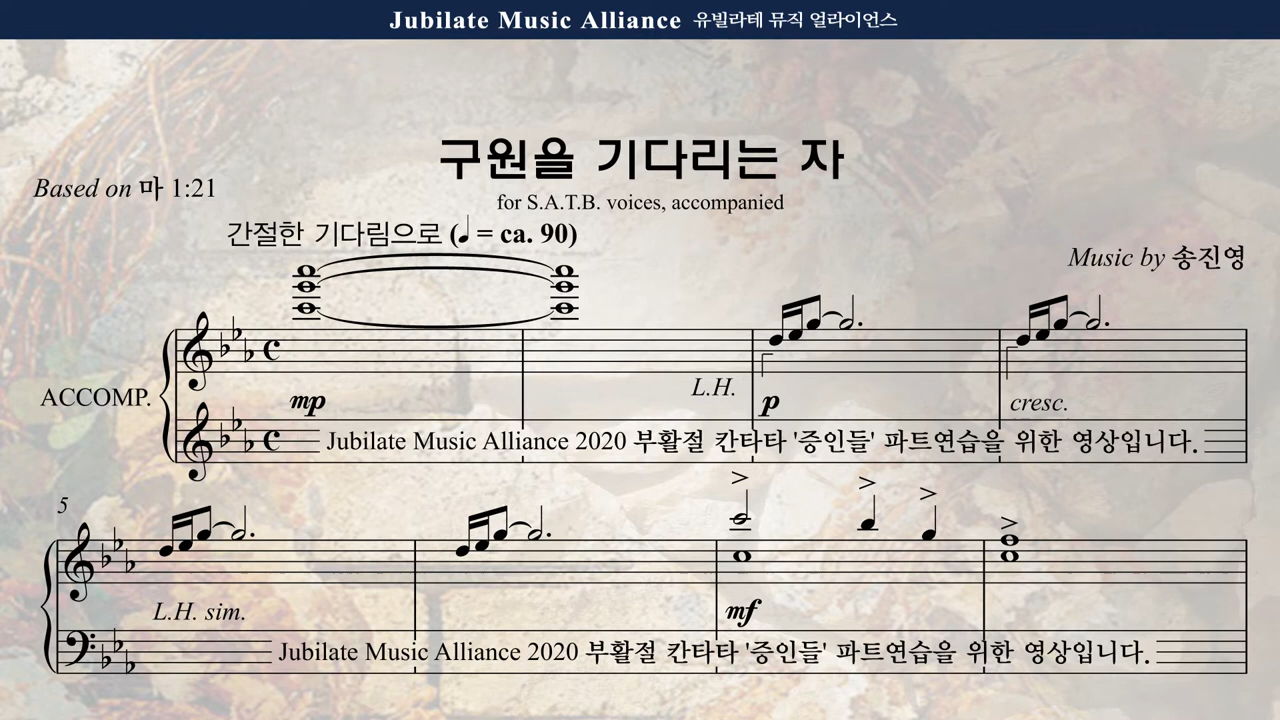 Jubilate Music Alliance 유빌라테 뮤직 얼라이언스
구원을 기다리는 자
Based on 마 1:21
for S.A.T.B. voices, accompanied
간절한 기다림으로 (♩ = ca. 90)
Music by 송진영
ACCOMP.
mp
L.H.
p
cresc.
Jubilate Music Alliance 2020 부활절 칸타타 '증인들' 파트연습을 위한 영상입니다.
5
L.H. sim.
mf
Jubilate Music Alliance 2020 부활절 칸타타 '증인들' 파트연습을 위한 영상입니다.